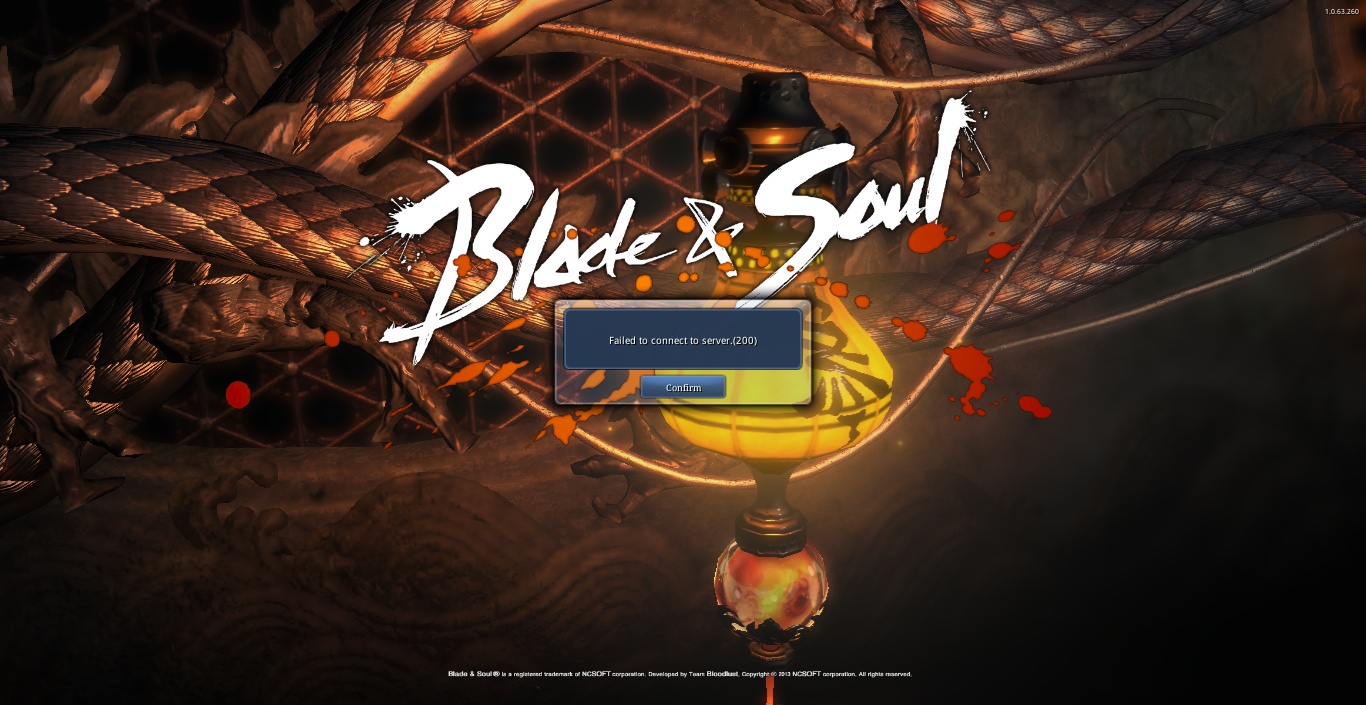 1.0.63.260
Blade & Soul
Failed to connect to server.(200)
Confirm
Blade & Soul® is a registered trademark of NCSOFT corporation. Developed by Team Bloodlust. Copyright © 2013 NCSOFT corporation. All rights reserved.